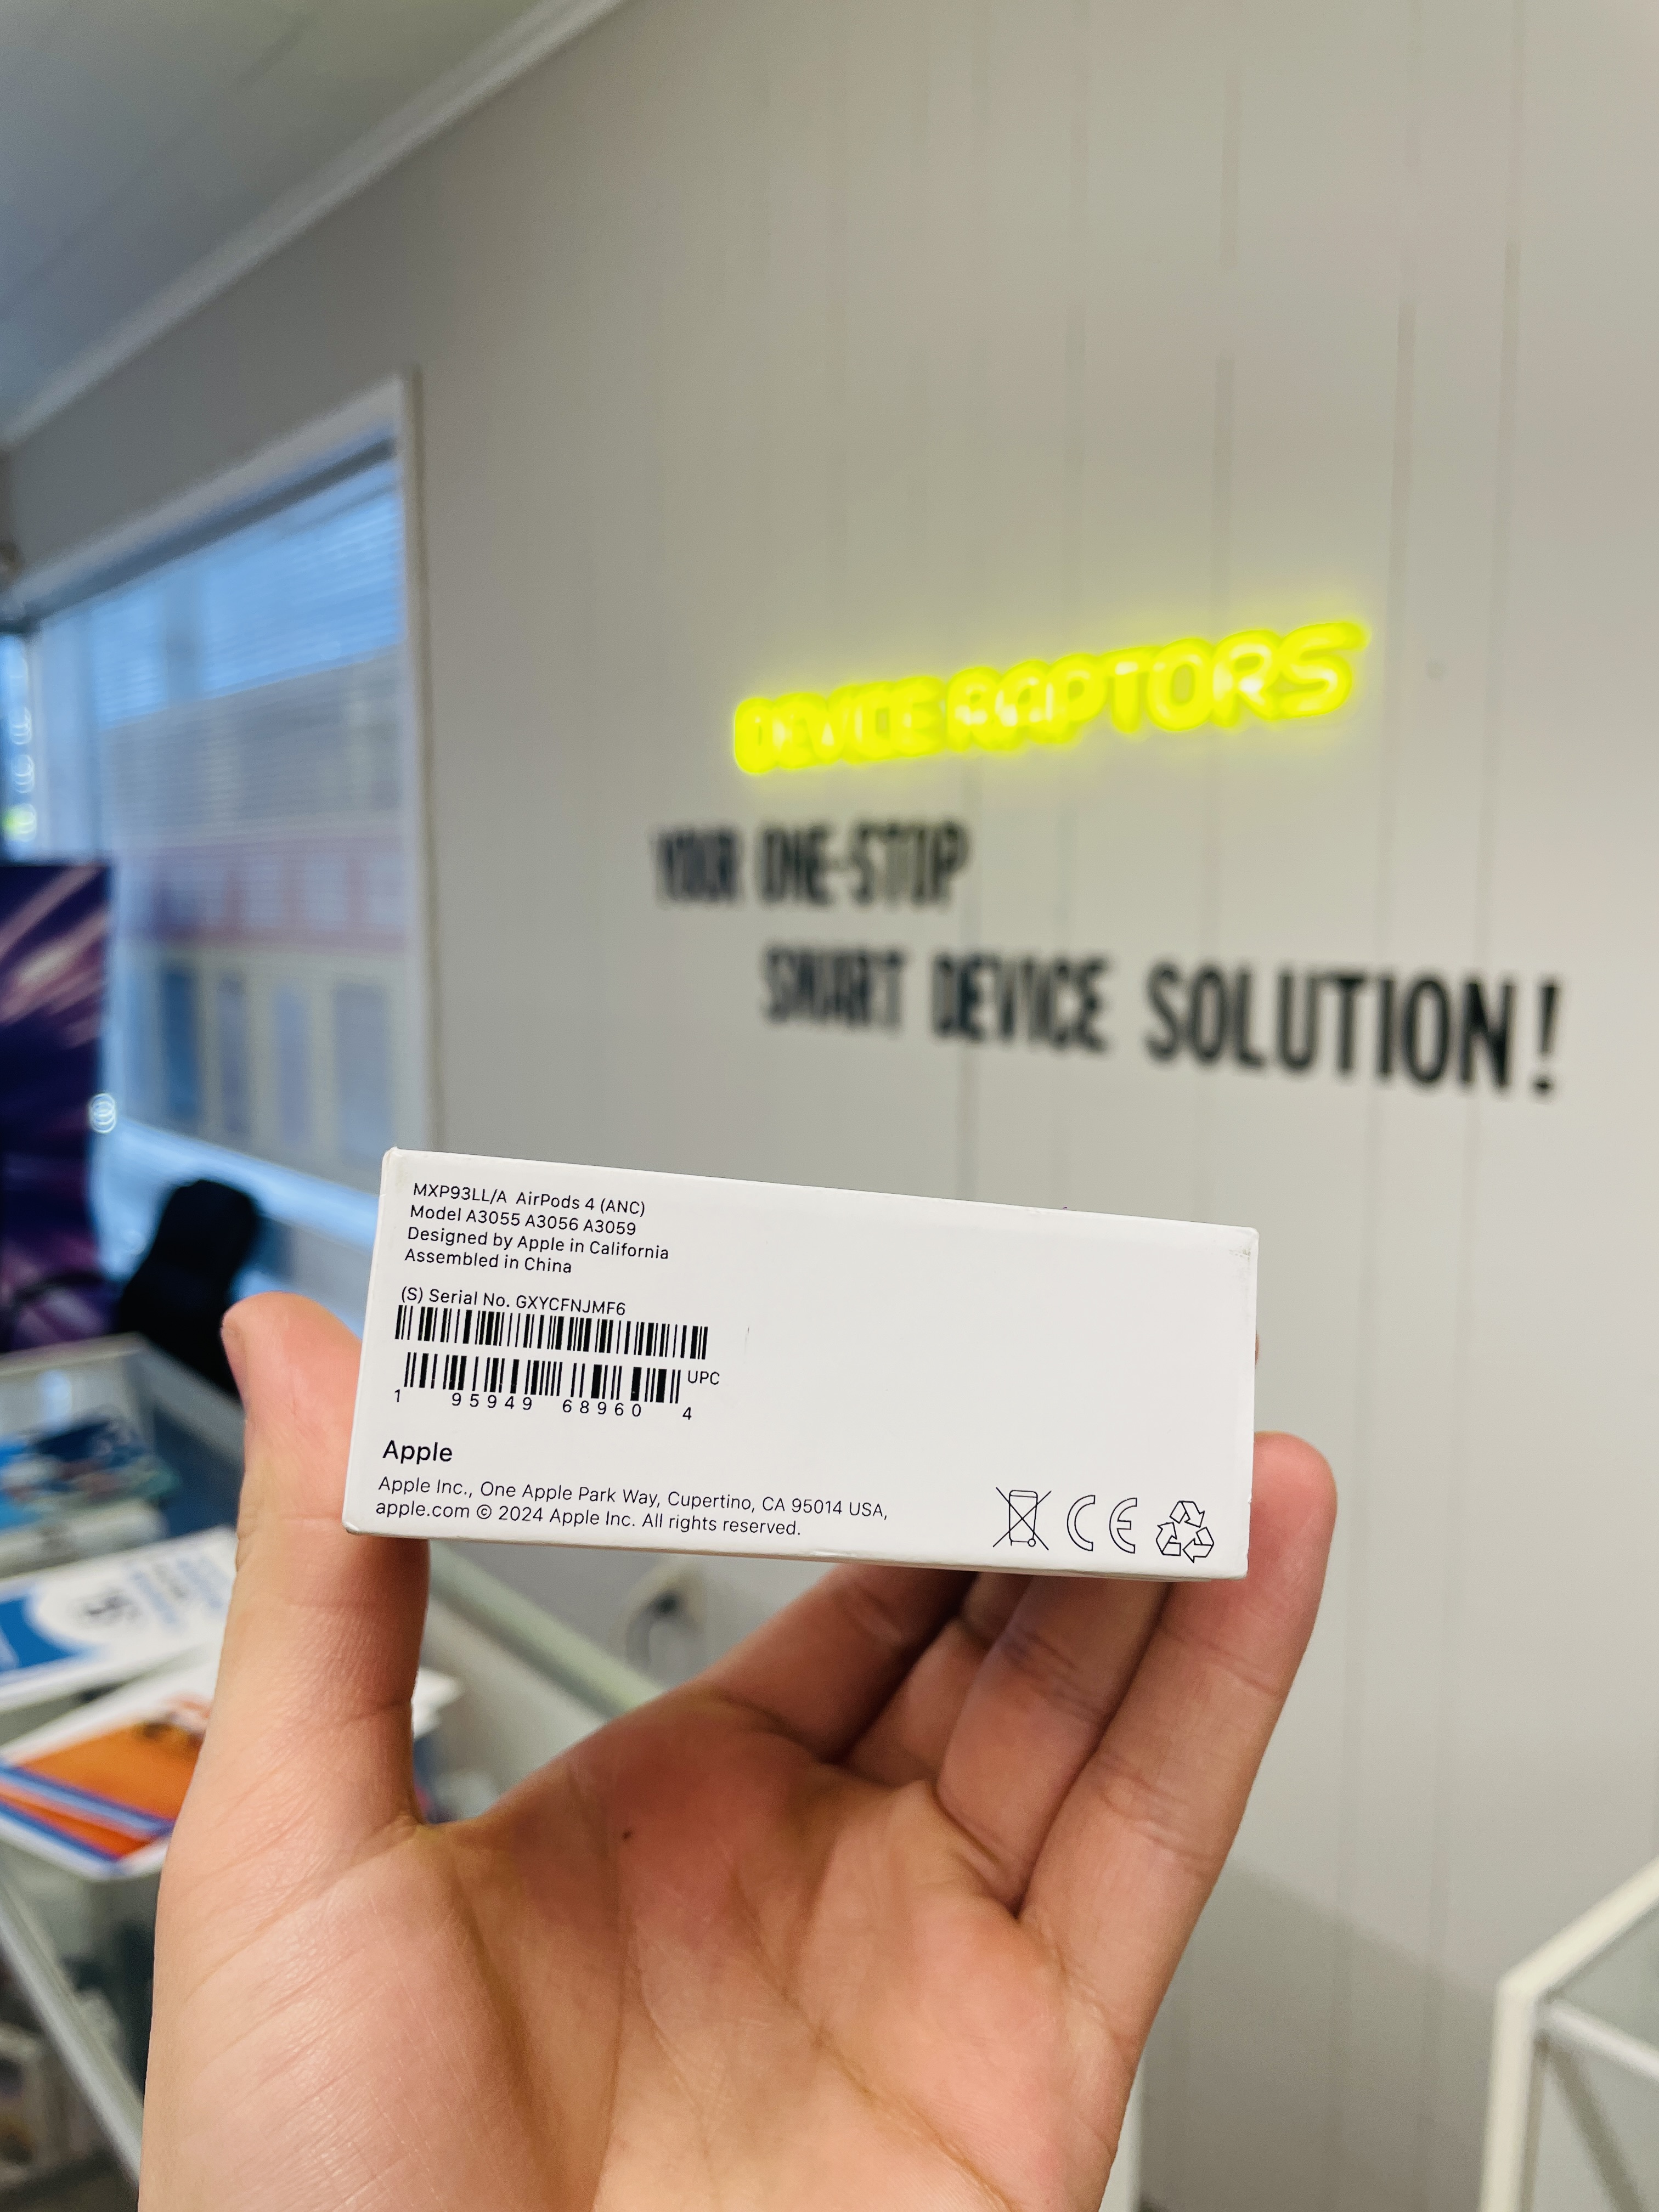 DEVICE RAPTORS
YOUR ONE-STOP
SMART DEVICE SOLUTION!
MXP93LL/A AirPods 4 (ANC)
Model A3055 A3056 A3059
Designed by Apple in California
Assembled in China
(S) Serial No. GXYCFNJMF6
UPC
1 95949 68960 4
Apple
Apple Inc., One Apple Park Way, Cupertino, CA 95014 USA,
apple.com © 2024 Apple Inc. All rights reserved.
CE